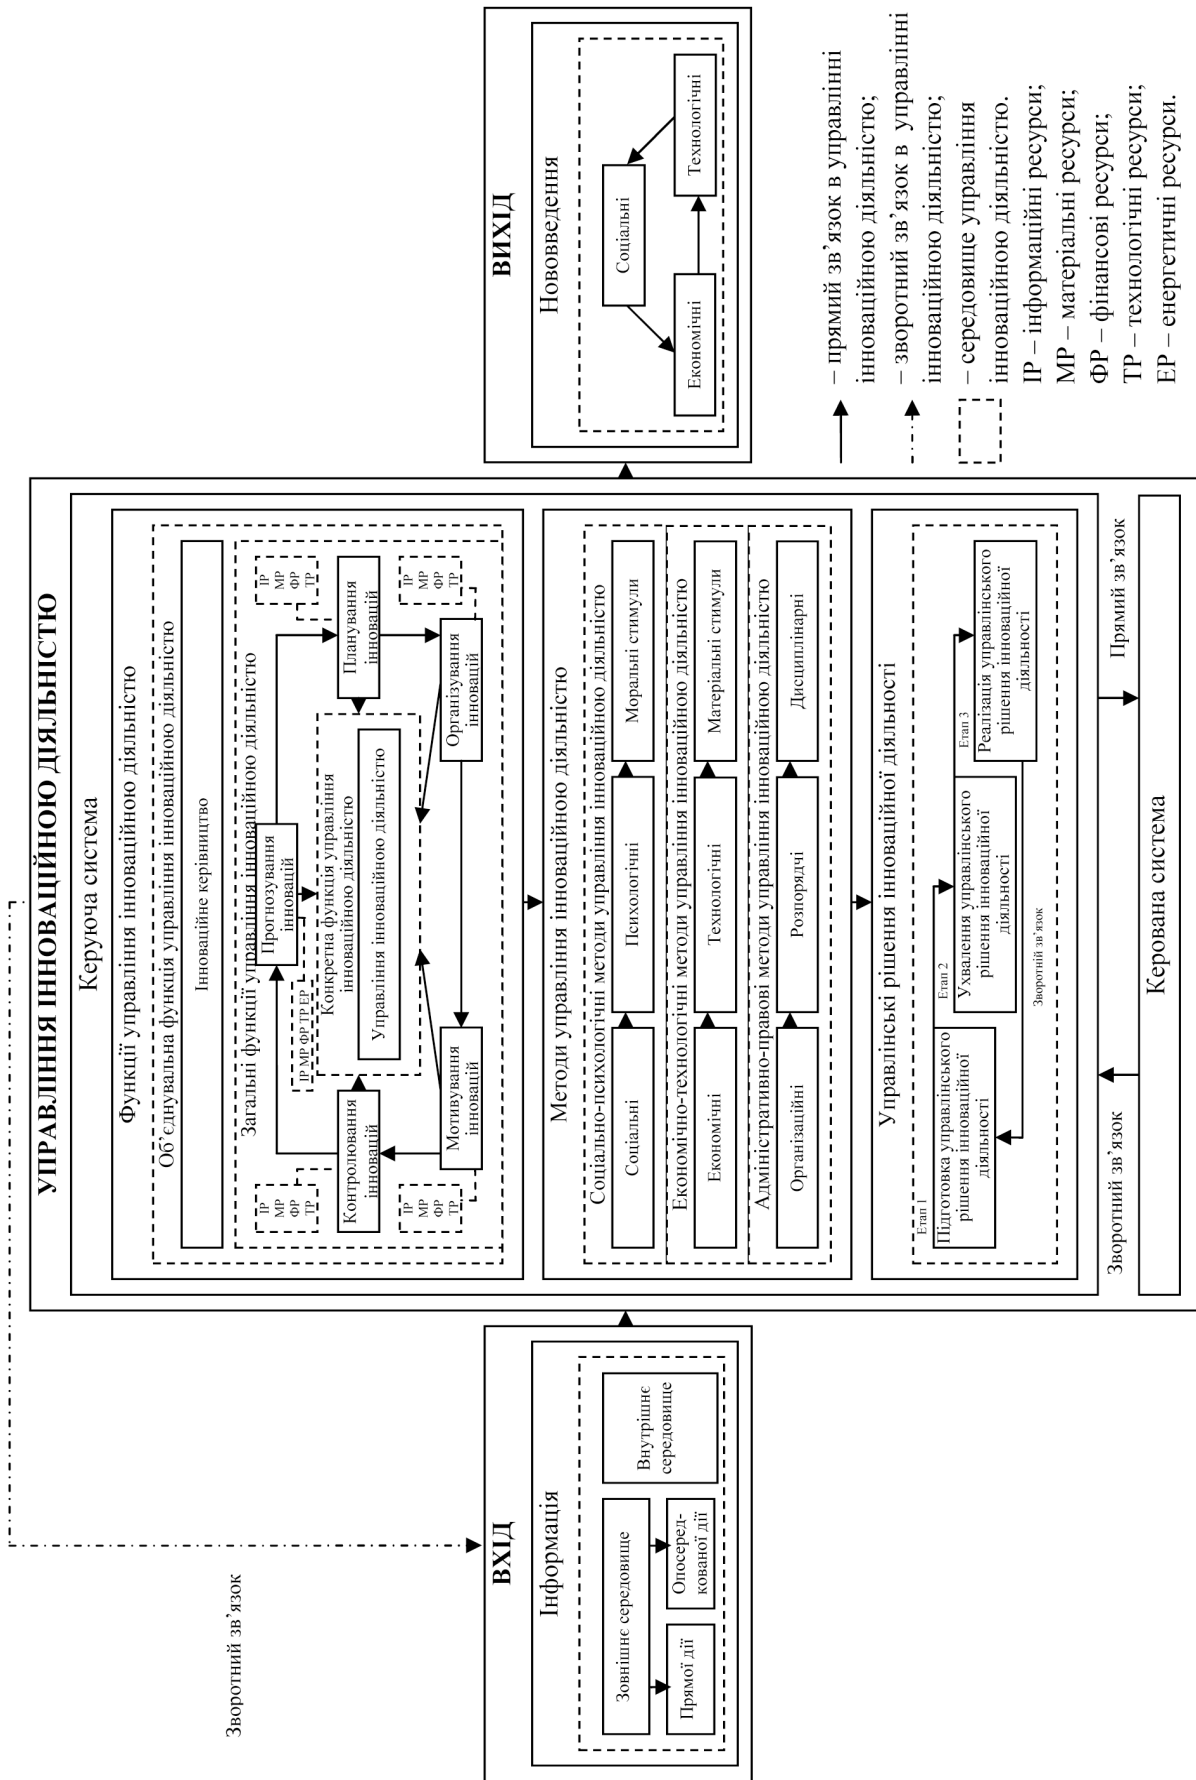 УПРАВЛІННЯ ІННОВАЦІЙНОЮ ДІЯЛЬНІСТЮ
Зворотний зв’язок
ВХІД
Інформація
Зовнішнє середовище
Прямої дії
Опосеред-
кованої дії
Внутрішнє
середовище
Керуюча система
Функції управління інноваційною діяльністю
Об’єднувальна функція управління інноваційною діяльністю
Інноваційне керівництво
Загальні функції управління інноваційною діяльністю
ІР
МР
ФР
ТР
Контролювання
інновацій
ІР МР ФР ТР ЕР
Прогнозування
інновацій
ІР
МР
ФР
ТР
Планування
інновацій
Конкретна функція управління
інноваційною діяльністю
Управління інноваційною діяльністю
ІР
МР
ФР
ТР
Мотивування
інновацій
ІР
МР
ФР
ТР
Організування
інновацій
Методи управління інноваційною діяльністю
Соціально-психологічні методи управління інноваційною діяльністю
Соціальні
Психологічні
Моральні стимули
Економічно-технологічні методи управління інноваційною діяльністю
Економічні
Технологічні
Матеріальні стимули
Адміністративно-правові методи управління інноваційною діяльністю
Організаційні
Розпорядчі
Дисциплінарні
Управлінські рішення інноваційної діяльності
Етап 1
Підготовка управлінського
рішення інноваційної
діяльності
Етап 2
Ухвалення управлінського
рішення інноваційної
діяльності
Етап 3
Реалізація управлінського
рішення інноваційної
діяльності
Зворотній зв’язок
Зворотний зв’язок
Прямий зв’язок
Керована система
ВИХІД
Нововведення
Соціальні
Економічні
Технологічні
– прямий зв’язок в управлінні
інноваційною діяльністю;
– зворотний зв’язок в управлінні
інноваційною діяльністю;
– середовище управління
інноваційною діяльністю.
ІР – інформаційні ресурси;
МР – матеріальні ресурси;
ФР – фінансові ресурси;
ТР – технологічні ресурси;
ЕР – енергетичні ресурси.